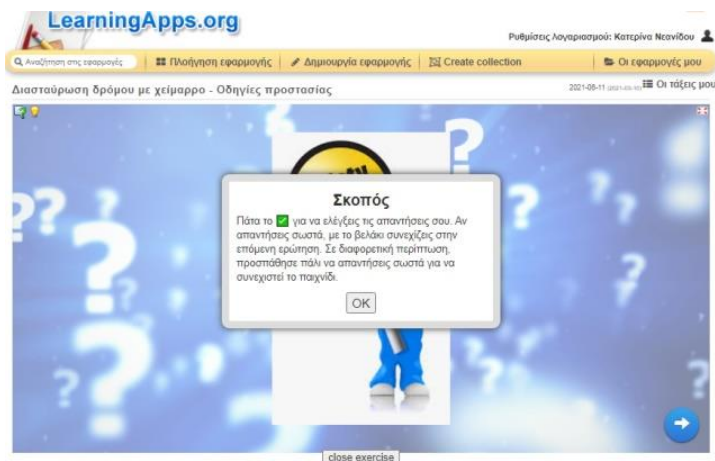 LearningApps.org
Ρυθμίσεις Λογαριασμού: Κατερίνα Νεανίδου
Αναζήτηση στις εφαρμογές Πλοήγηση εφαρμογής Δημιουργία εφαρμογής Create collection Οι εφαρμογές μου
Διασταύρωση δρόμου με χείμαρρο - Οδηγίες προστασίας 2021-08-11 Οι τάξεις μου
Σκοπός
Πάτα το ✅ για να ελέγξεις τις απαντήσεις σου. Αν
απαντήσεις σωστά, με το βελάκι συνεχίζεις στην
επόμενη ερώτηση. Σε διαφορετική περίπτωση,
προσπάθησε πάλι να απαντήσεις σωστά για να
συνεχιστεί το παιχνίδι.
OK
close exercise